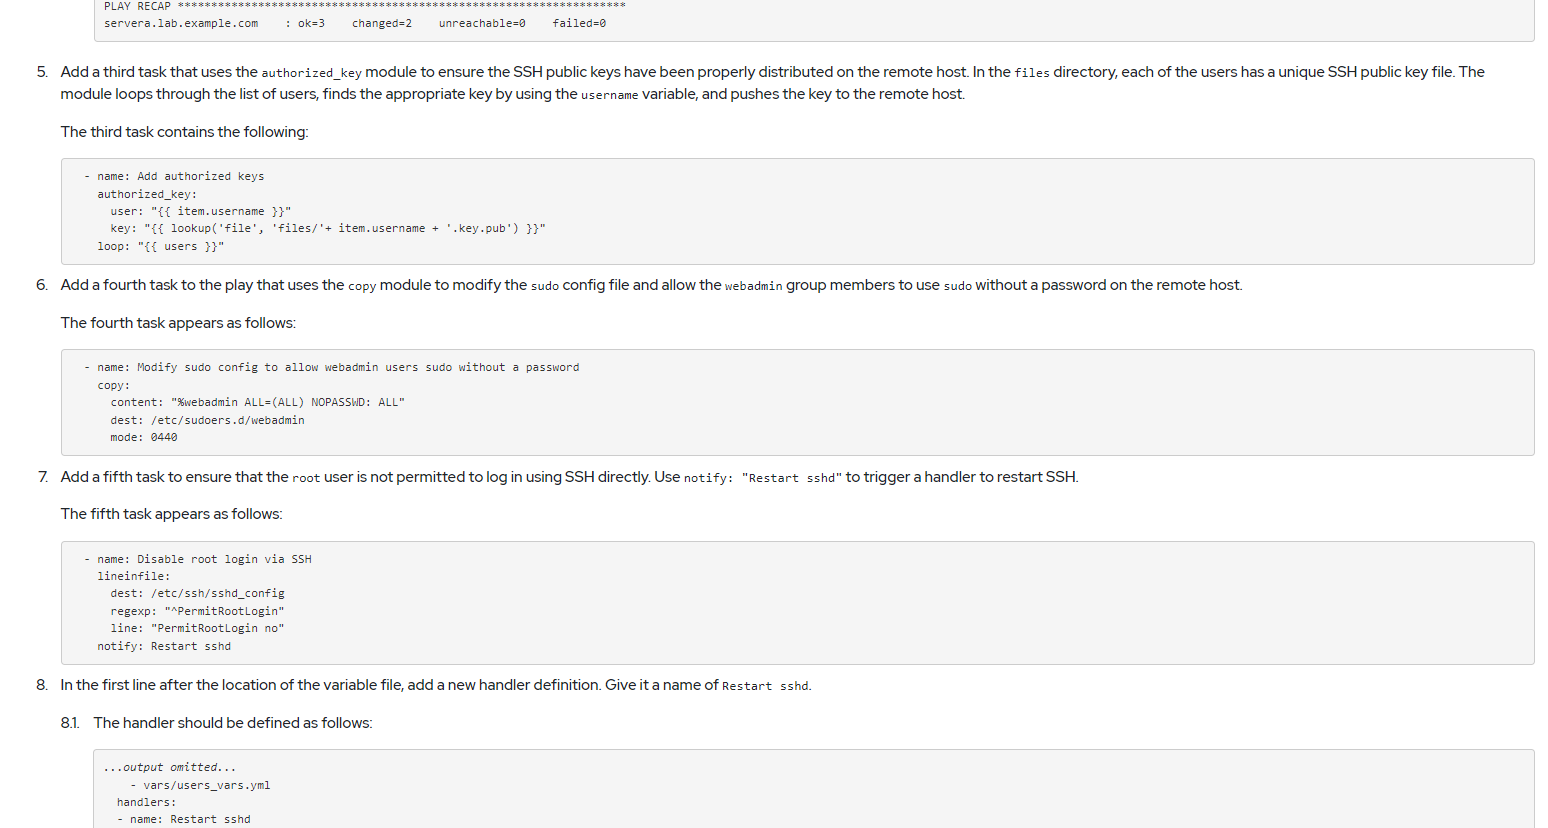 PLAY RECAP ********************************************************************
servera.lab.example.com    : ok=3    changed=2    unreachable=0    failed=0
5. Add a third task that uses the authorized_key module to ensure the SSH public keys have been properly distributed on the remote host. In the files directory, each of the users has a unique SSH public key file. The
module loops through the list of users, finds the appropriate key by using the username variable, and pushes the key to the remote host.
The third task contains the following:
- name: Add authorized keys
  authorized_key:
    user: "{{ item.username }}"
    key: "{{ lookup('file', 'files/'+ item.username + '.key.pub') }}"
  loop: "{{ users }}"
6. Add a fourth task to the play that uses the copy module to modify the sudo config file and allow the webadmin group members to use sudo without a password on the remote host.
The fourth task appears as follows:
- name: Modify sudo config to allow webadmin users sudo without a password
  copy:
    content: "%webadmin ALL=(ALL) NOPASSWD: ALL"
    dest: /etc/sudoers.d/webadmin
    mode: 0440
7. Add a fifth task to ensure that the root user is not permitted to log in using SSH directly. Use notify: "Restart sshd" to trigger a handler to restart SSH.
The fifth task appears as follows:
- name: Disable root login via SSH
  lineinfile:
    dest: /etc/ssh/sshd_config
    regexp: "^PermitRootLogin"
    line: "PermitRootLogin no"
  notify: Restart sshd
8. In the first line after the location of the variable file, add a new handler definition. Give it a name of Restart sshd.
8.1. The handler should be defined as follows:
...output omitted...
    - vars/users_vars.yml
  handlers:
  - name: Restart sshd